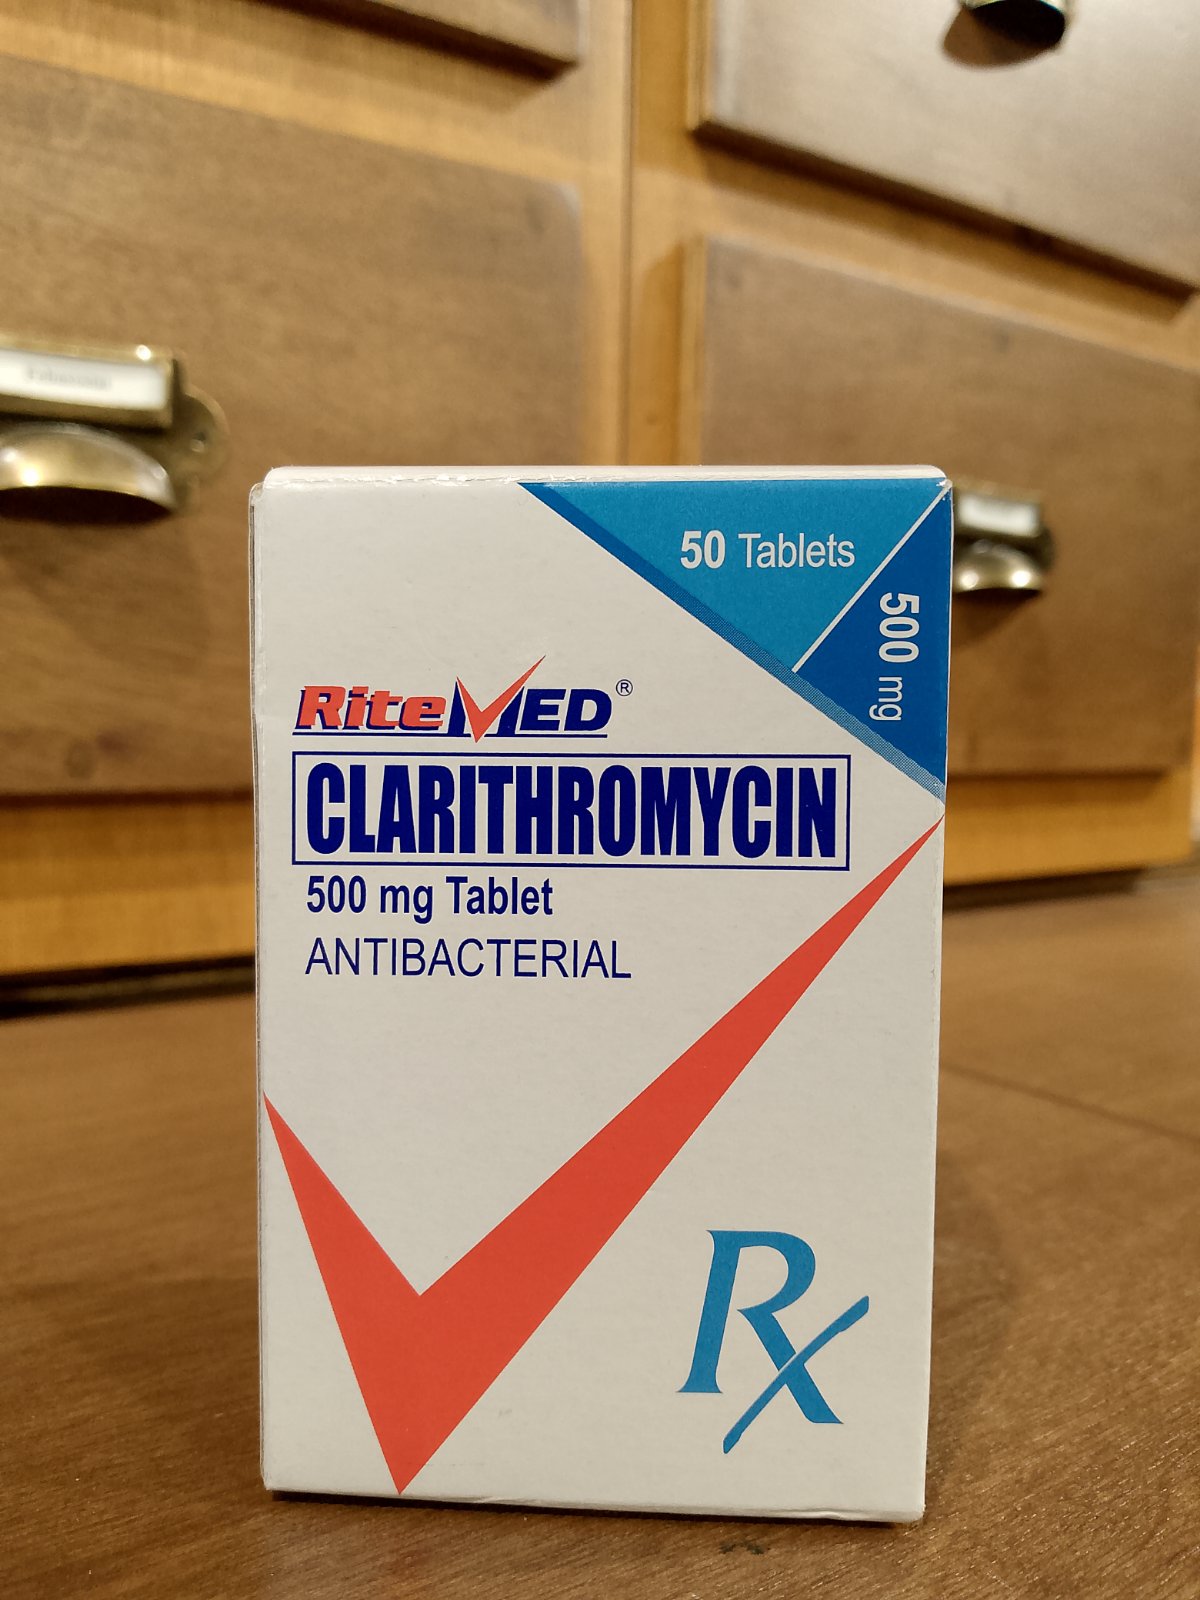 50 Tablets
500 mg
RiteMED®
CLARITHROMYCIN
500 mg Tablet
ANTIBACTERIAL
Rx